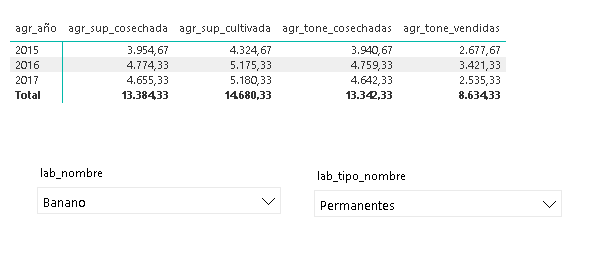 agr_año agr_sup_cosechada agr_sup_cultivada agr_tone_cosechadas agr_tone_vendidas
2015 3.954,67 4.324,67 3.940,67 2.677,67
2016 4.774,33 5.175,33 4.759,33 3.421,33
2017 4.655,33 5.180,33 4.642,33 2.535,33
Total 13.384,33 14.680,33 13.342,33 8.634,33
lab_nombre lab_tipo_nombre
Banano Permanentes